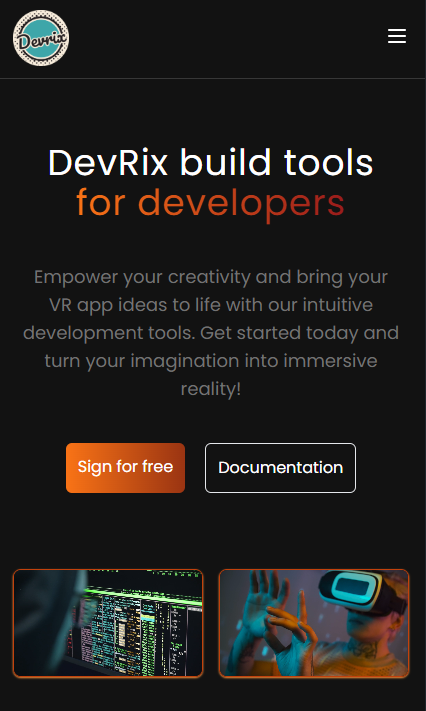 Devrix
DevRix build tools
for developers
Empower your creativity and bring your
VR app ideas to life with our intuitive
development tools. Get started today and
turn your imagination into immersive
reality!
Sign for free
Documentation